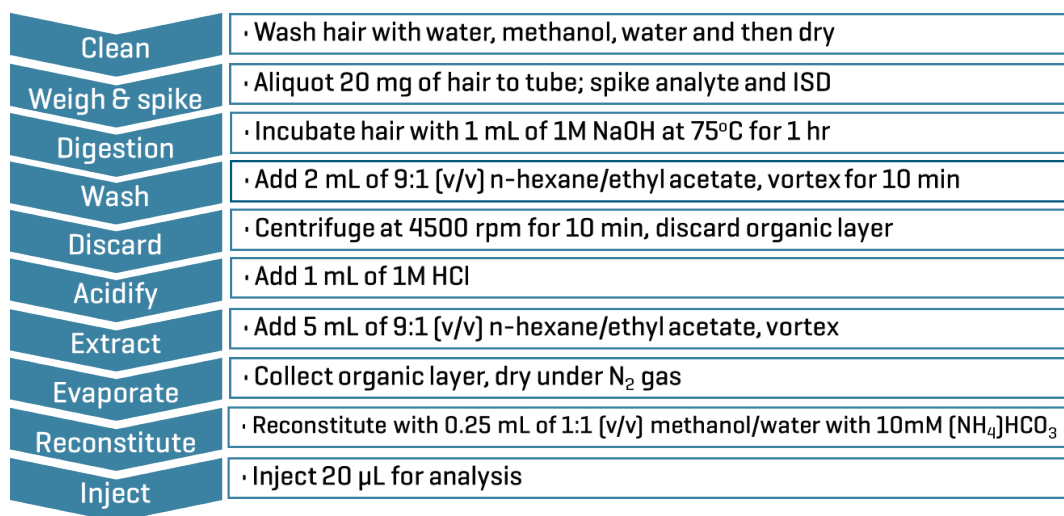 Clean
· Wash hair with water, methanol, water and then dry
Weigh & spike
· Aliquot 20 mg of hair to tube; spike analyte and ISD
Digestion
· Incubate hair with 1 mL of 1M NaOH at 75°C for 1 hr
Wash
· Add 2 mL of 9:1 (v/v) n-hexane/ethyl acetate, vortex for 10 min
Discard
· Centrifuge at 4500 rpm for 10 min, discard organic layer
Acidify
· Add 1 mL of 1M HCl
Extract
· Add 5 mL of 9:1 (v/v) n-hexane/ethyl acetate, vortex
Evaporate
· Collect organic layer, dry under N₂ gas
Reconstitute
· Reconstitute with 0.25 mL of 1:1 (v/v) methanol/water with 10mM (NH₄)HCO₃
Inject
· Inject 20 µL for analysis